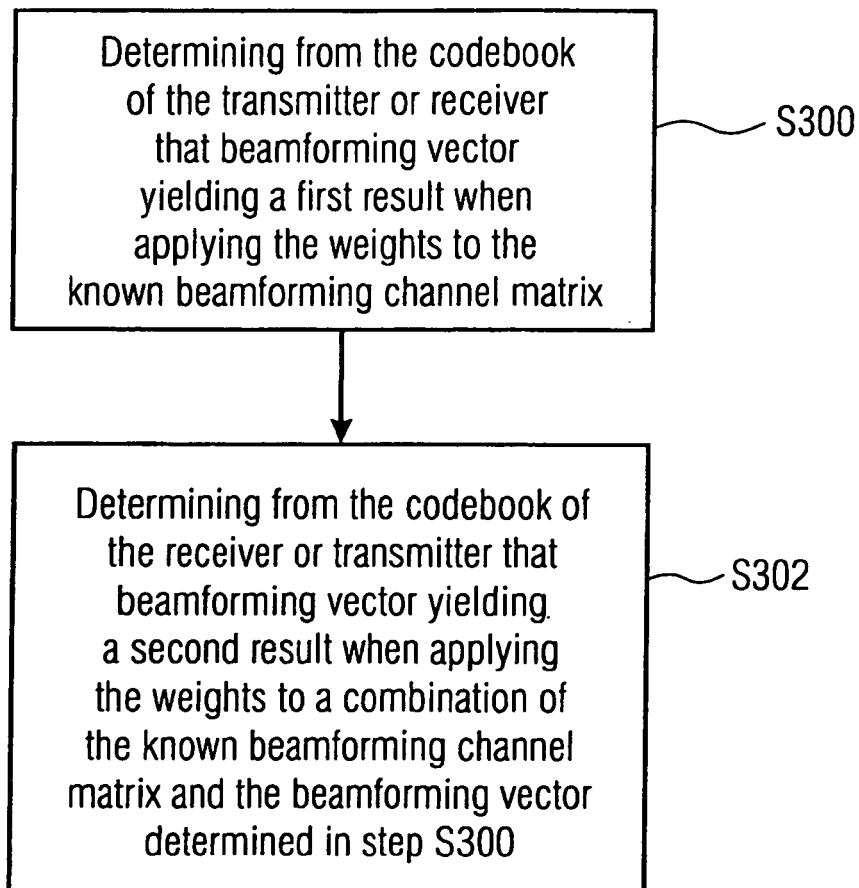 Determining from the codebook
of the transmitter or receiver
that beamforming vector
yielding a first result when
applying the weights to the
known beamforming channel matrix
S300
Determining from the codebook of
the receiver or transmitter that
beamforming vector yielding
a second result when applying
the weights to a combination of
the known beamforming channel
matrix and the beamforming vector
determined in step S300
S302